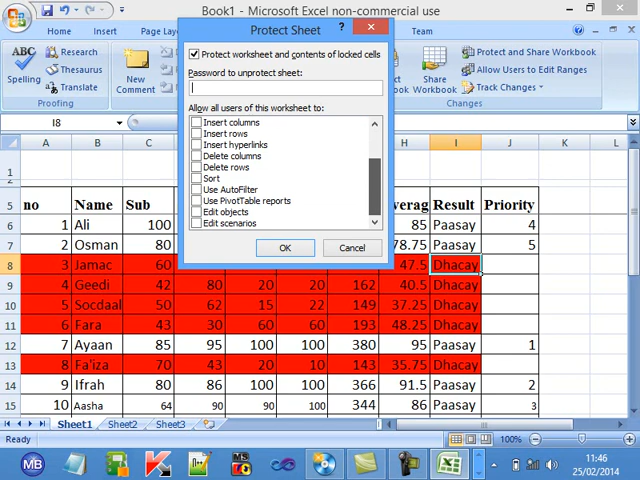 Book1 - Microsoft Excel non-commercial use
Protect Sheet
Home Insert Page Lay Team
ABC Spelling
Research
Thesaurus
Translate
New Comment
Share Workbook
Protect and Share Workbook
Allow Users to Edit Ranges
Track Changes
Proofing Changes
I8
Protect worksheet and contents of locked cells
Password to unprotect sheet:
Allow all users of this worksheet to:
Insert columns
Insert rows
Insert hyperlinks
Delete columns
Delete rows
Sort
Use AutoFilter
Use PivotTable reports
Edit objects
Edit scenarios
OK Cancel
A B C H I J K L
1
2
5 no Name Sub verag Result Priority
6 1 Ali 100 85 Paasay 4
7 2 Osman 80 78.75 Paasay 5
8 3 Jamac 60 47.5 Dhacay
9 4 Geedi 42 80 20 20 162 40.5 Dhacay
10 5 Socdaal 50 62 15 22 149 37.25 Dhacay
11 6 Fara 43 30 60 60 193 48.25 Dhacay
12 7 Ayaan 85 95 100 100 380 95 Paasay 1
13 8 Fa'iza 70 43 20 10 143 35.75 Dhacay
14 9 Ifrah 80 86 100 100 366 91.5 Paasay 2
15 10 Aasha 64 90 90 100 344 86 Paasay 3
Sheet1 Sheet2 Sheet3
Ready 100%
MB MS
11:46
25/02/2014